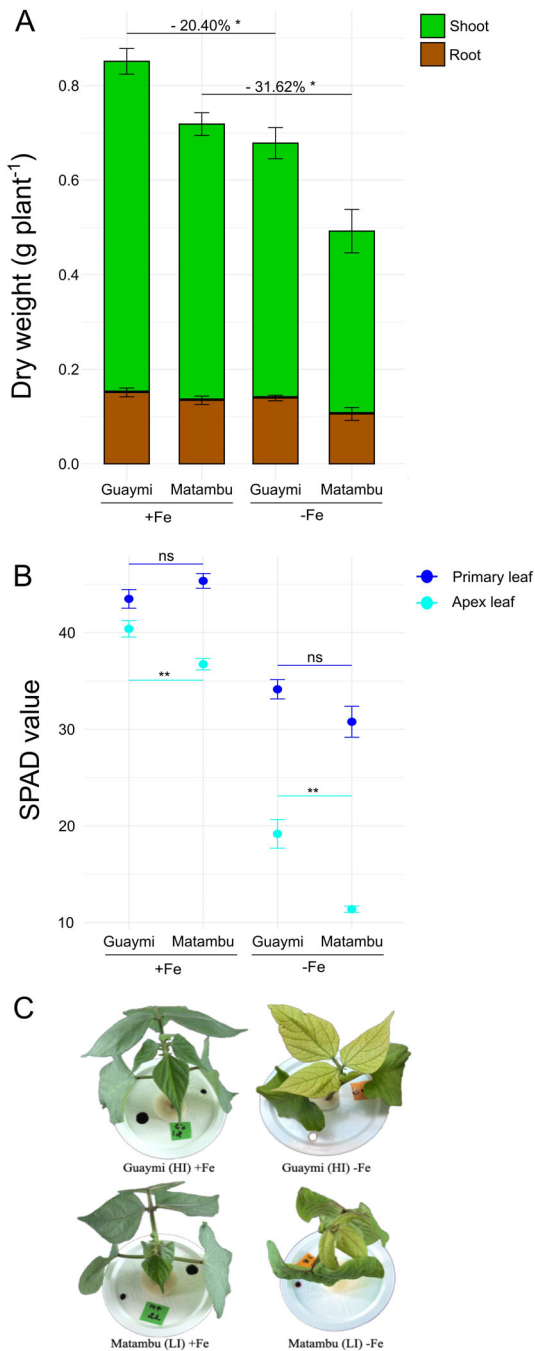 A
- 20.40% *
Shoot
Root
- 31.62% *
0.8
0.6
0.4
0.2
0.0
Dry weight (g plant⁻¹)
Guaymi Matambu Guaymi Matambu
+Fe -Fe
B
ns
Primary leaf
Apex leaf
40
**
ns
30
**
20
10
SPAD value
Guaymi Matambu Guaymi Matambu
+Fe -Fe
C
Guaymi (HI) +Fe Guaymi (HI) -Fe
22
Matambu (LI) +Fe Matambu (LI) -Fe